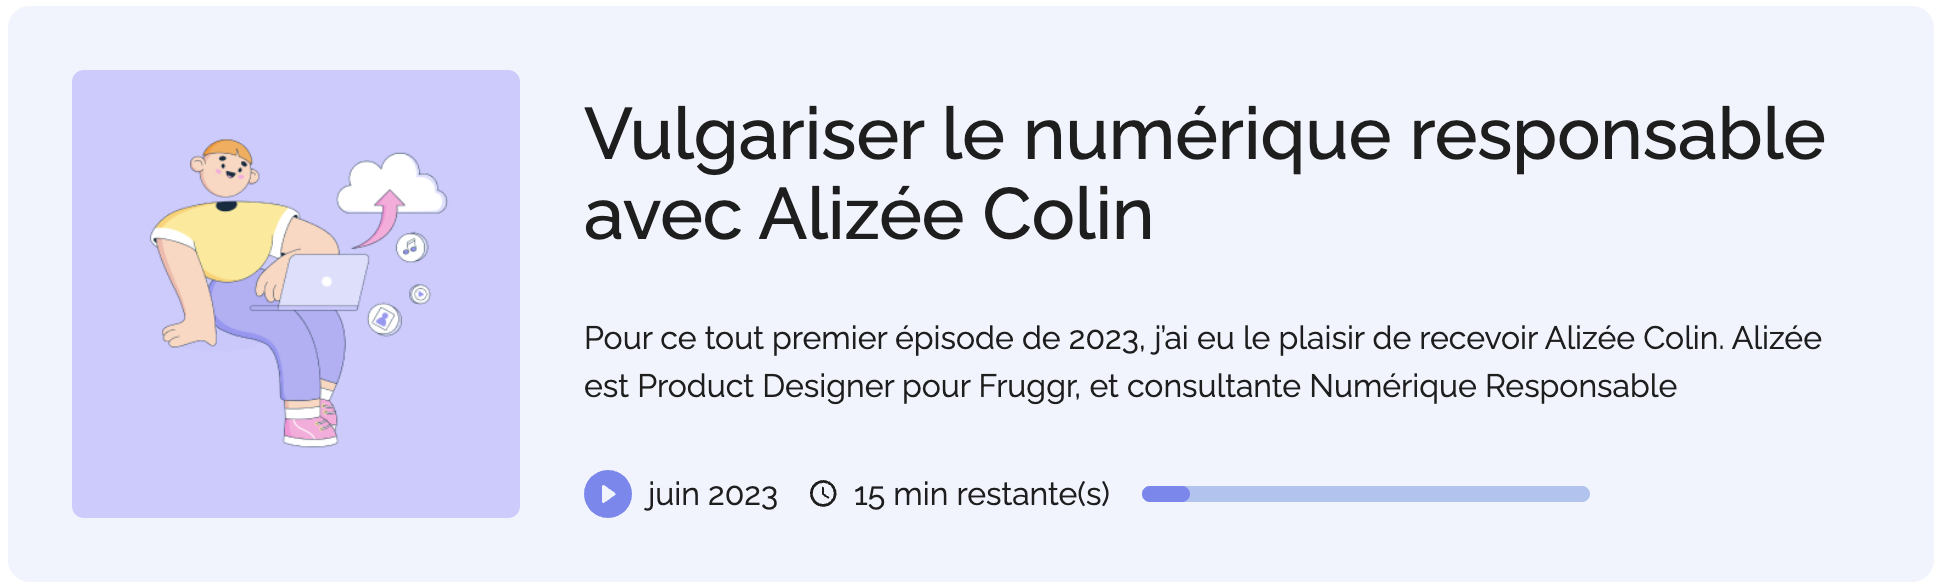 Vulgariser le numérique responsable
avec Alizée Colin
Pour ce tout premier épisode de 2023, j'ai eu le plaisir de recevoir Alizée Colin. Alizée
est Product Designer pour Fruggr, et consultante Numérique Responsable
juin 2023 15 min restante(s)